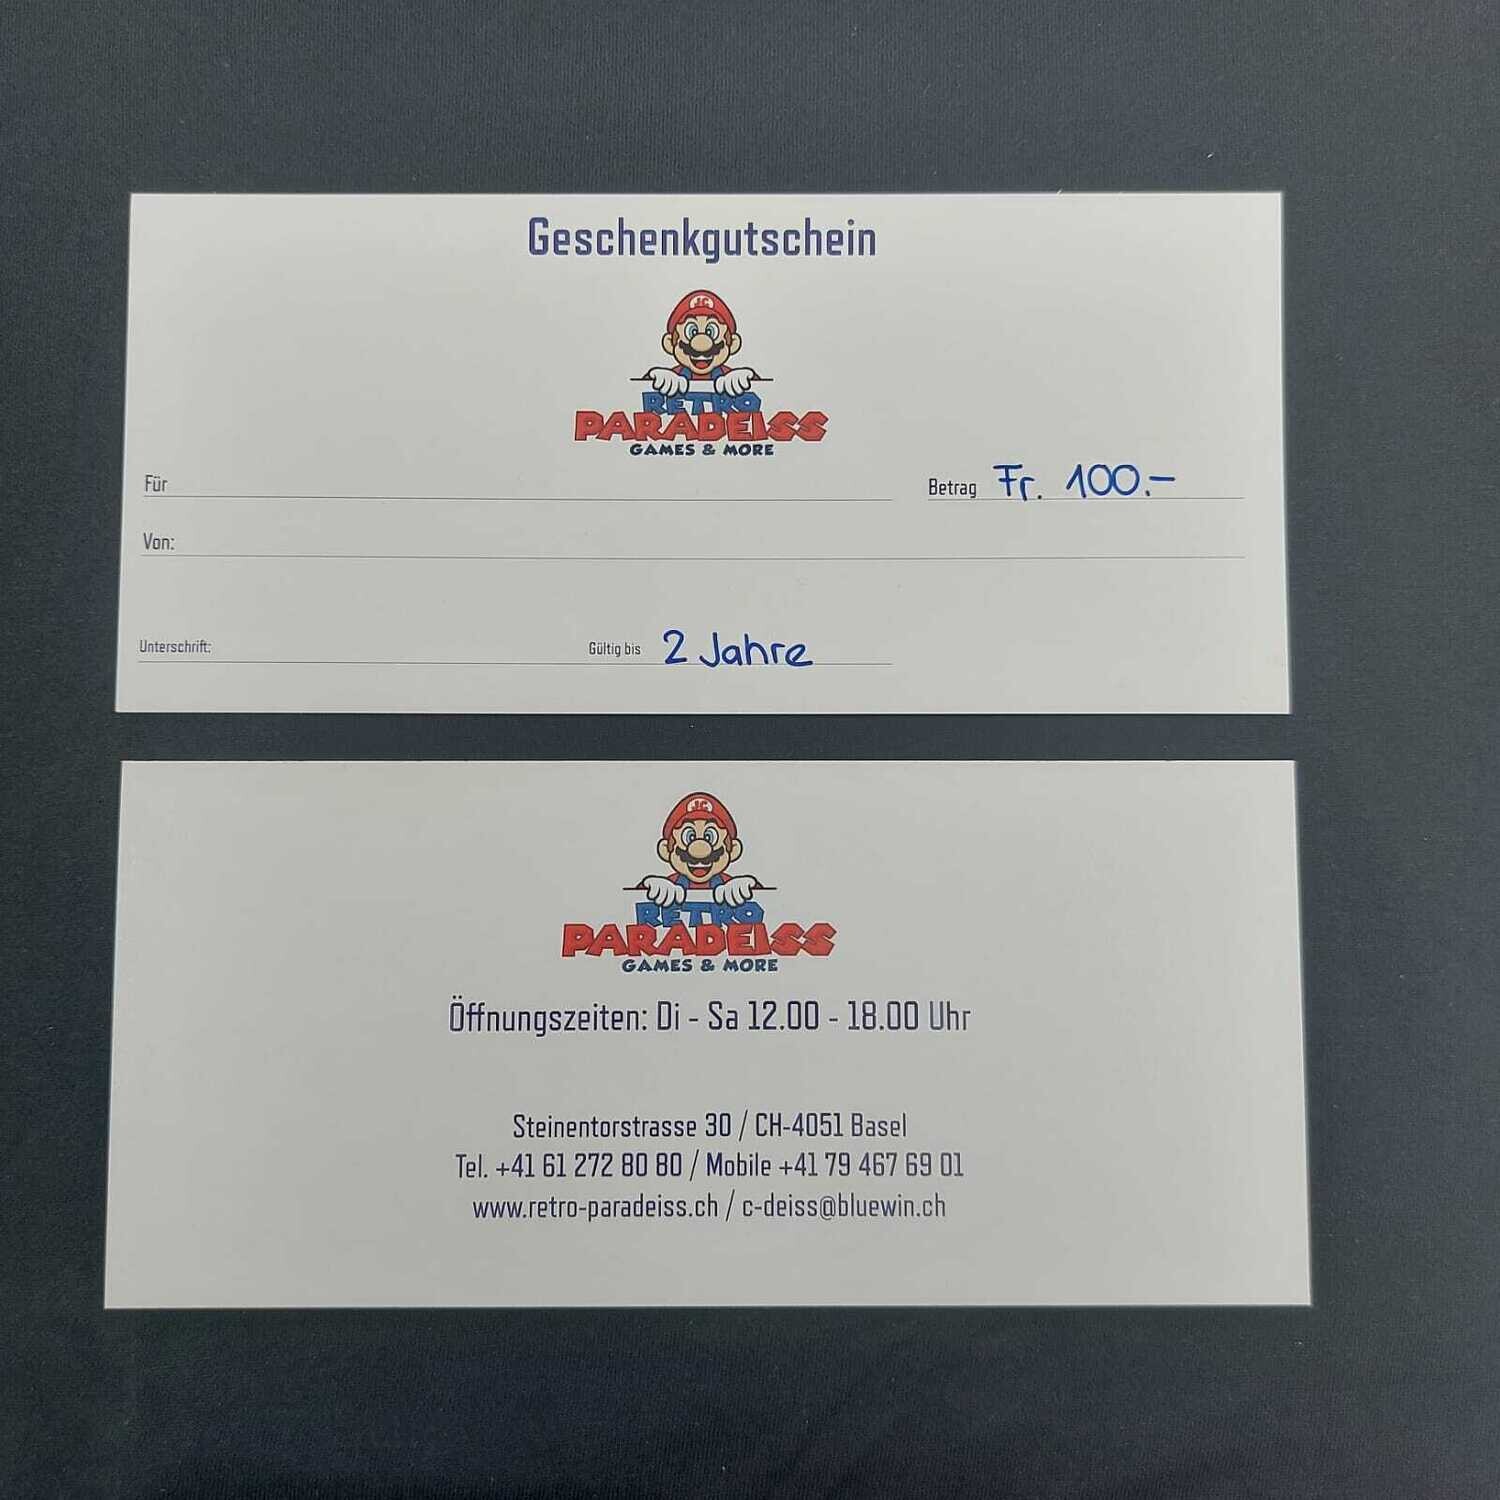 Geschenkgutschein
JC
RETRO
PARADEISS
GAMES & MORE
Für
Betrag Fr. 100.–
Von:
Unterschrift:
Gültig bis 2 Jahre
JC
RETRO
PARADEISS
GAMES & MORE
Öffnungszeiten: Di - Sa 12.00 - 18.00 Uhr
Steinentorstrasse 30 / CH-4051 Basel
Tel. +41 61 272 80 80 / Mobile +41 79 467 69 01
www.retro-paradeiss.ch / c-deiss@bluewin.ch